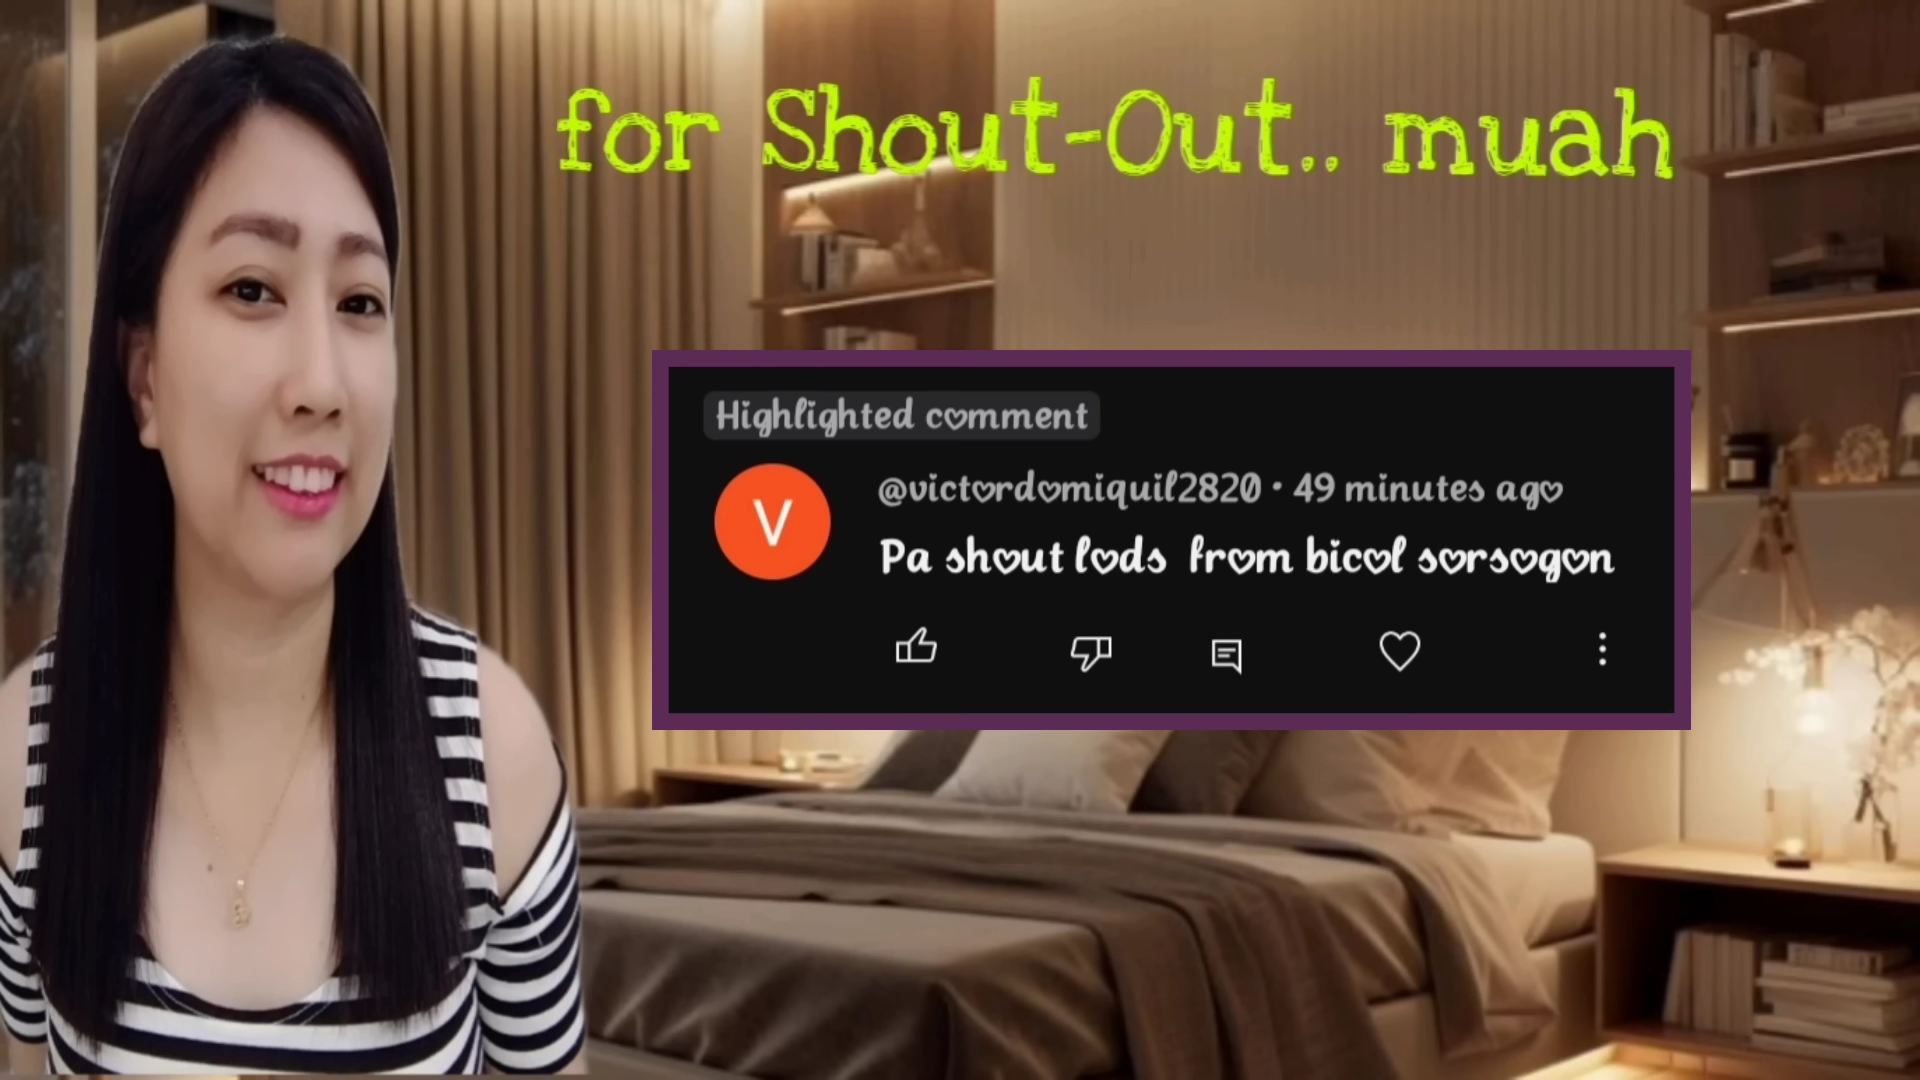 for Shout-Out.. muah
Highlighted comment
V
@victordomiquil2820 • 49 minutes ago
Pa shout lods from bicol sorsogon